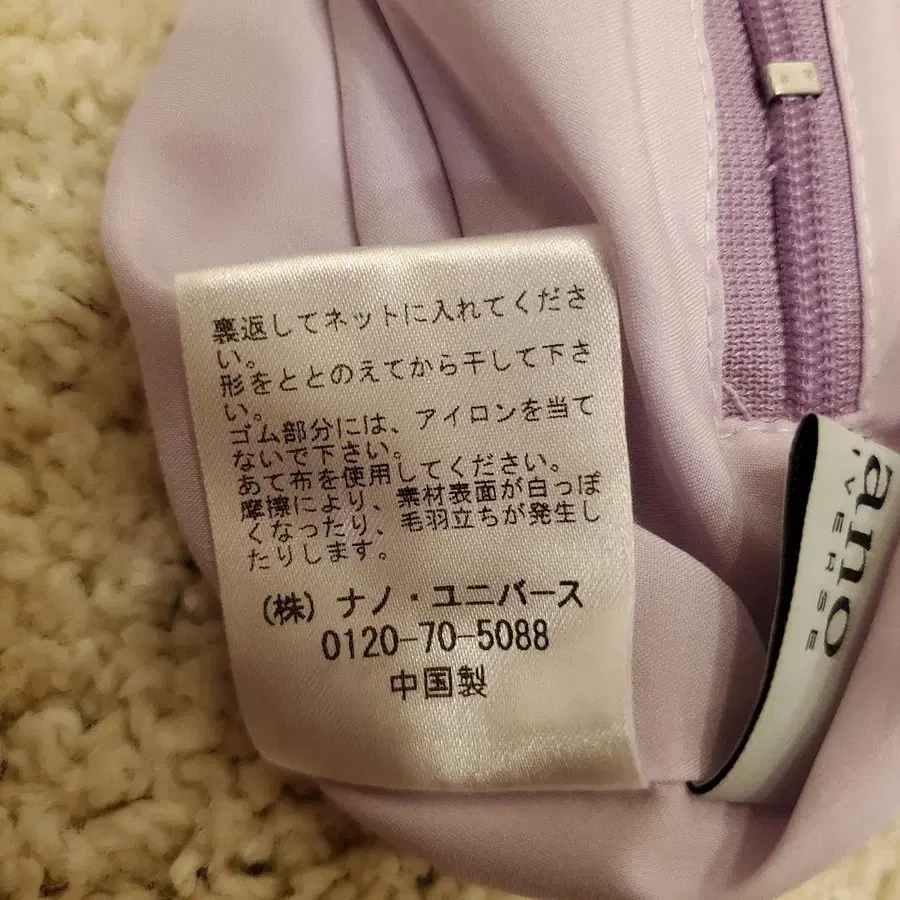 裏返してネットに入れてくださ
い。
形をととのえてから干して下さ
い。
ゴム部分には、アイロンを当て
ないで下さい。
あて布を使用してください。
摩擦により、素材表面が白っぽ
くなったり、毛羽立ちが発生し
たりします。
(株) ナノ・ユニバース
0120-70-5088
中国製
ano
VERSE